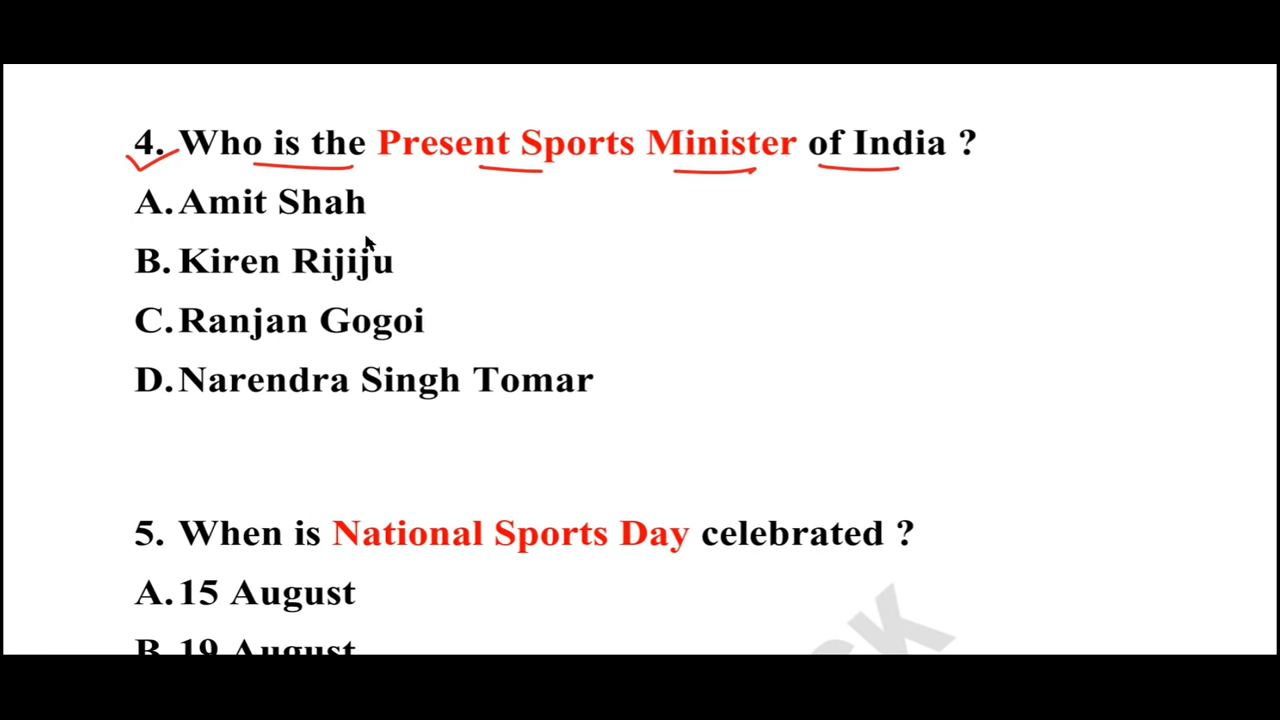 4. Who is the Present Sports Minister of India ?
A. Amit Shah
B. Kiren Rijiju
C. Ranjan Gogoi
D. Narendra Singh Tomar
5. When is National Sports Day celebrated ?
A. 15 August
B. 19 August